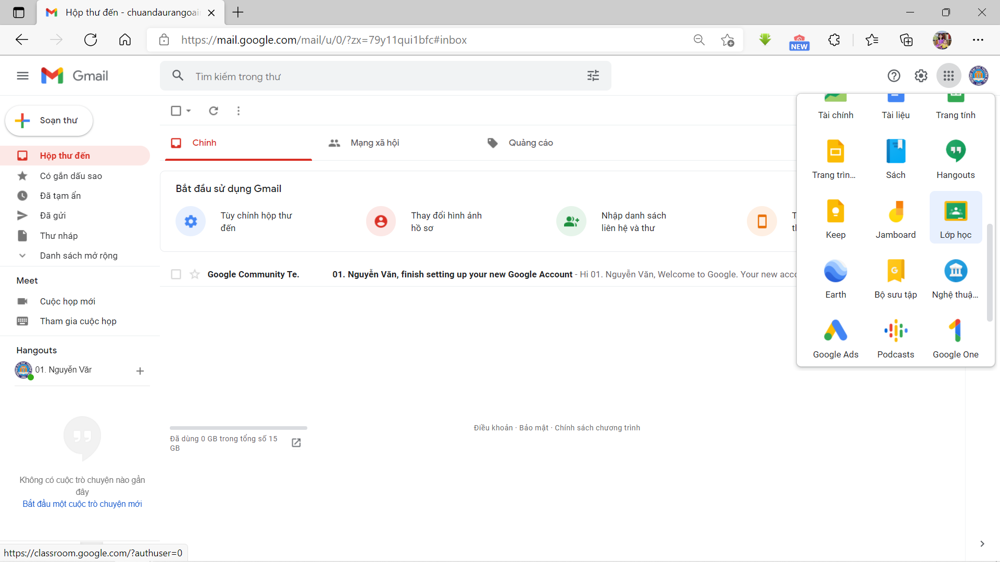 Hộp thư đến - chuandaurangoai
https://mail.google.com/mail/u/0/?zx=79y11qui1bfc#inbox
NEW
Gmail
Tìm kiếm trong thư
Soạn thư
Hộp thư đến
Có gắn dấu sao
Đã tạm ẩn
Đã gửi
Thư nháp
Danh sách mở rộng
Meet
Cuộc họp mới
Tham gia cuộc họp
Hangouts
01. Nguyễn Văr
Không có cuộc trò chuyện nào gần
đây
Bắt đầu một cuộc trò chuyện mới
https://classroom.google.com/?authuser=0
Chính
Mạng xã hội
Quảng cáo
Bắt đầu sử dụng Gmail
Tùy chỉnh hộp thư
đến
Thay đổi hình ảnh
hồ sơ
Nhập danh sách
liên hệ và thư
Google Community Te.
01. Nguyễn Văn, finish setting up your new Google Account - Hi 01. Nguyễn Văn, Welcome to Google. Your new acco
Đã dùng 0 GB trong tổng số 15
GB
Điều khoản · Bảo mật · Chính sách chương trình
Tài chính
Tài liệu
Trang tính
Trang trìn...
Sách
Hangouts
Keep
Jamboard
Lớp học
Earth
Bộ sưu tập
Nghệ thuậ...
Google Ads
Podcasts
Google One